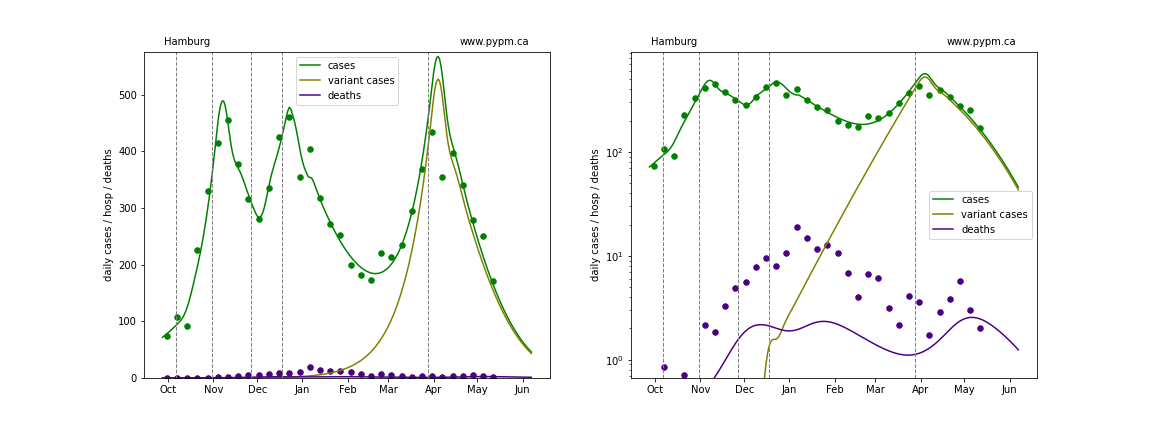 Hamburg www.pypm.ca
cases
variant cases
deaths
daily cases / hosp / deaths
500
400
300
200
100
0
Oct Nov Dec Jan Feb Mar Apr May Jun
Hamburg www.pypm.ca
daily cases / hosp / deaths
10²
10¹
10⁰
cases
variant cases
deaths
Oct Nov Dec Jan Feb Mar Apr May Jun